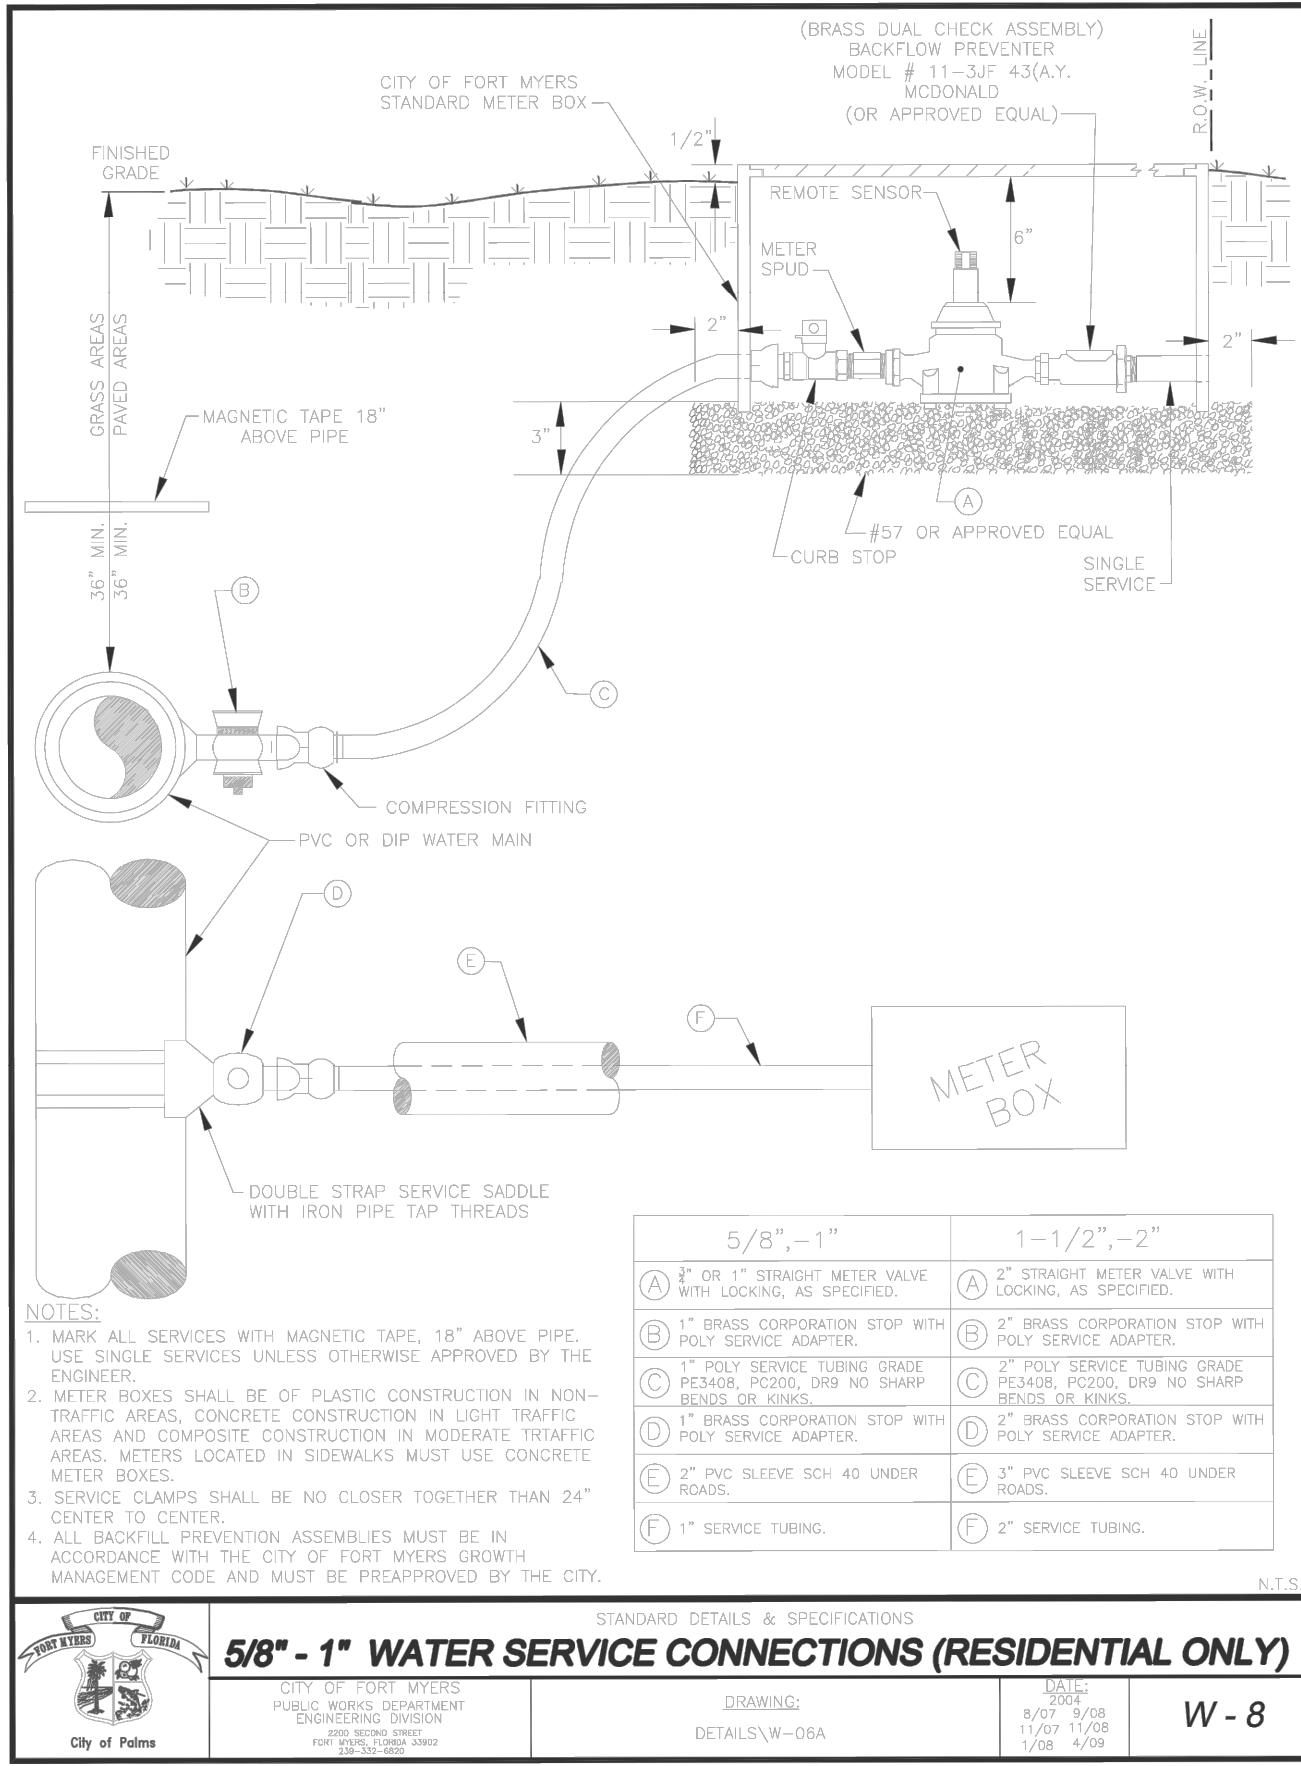 (BRASS DUAL CHECK ASSEMBLY)
BACKFLOW PREVENTER
MODEL # 11-3JF 43(A.Y.
MCDONALD
(OR APPROVED EQUAL)
R.O.W. LINE
CITY OF FORT MYERS
STANDARD METER BOX
1/2"
FINISHED
GRADE
REMOTE SENSOR
6"
METER
SPUD
2"
2"
GRASS AREAS
PAVED AREAS
MAGNETIC TAPE 18"
ABOVE PIPE
3"
A
36" MIN.
36" MIN.
#57 OR APPROVED EQUAL
CURB STOP
SINGLE
SERVICE
B
C
COMPRESSION FITTING
PVC OR DIP WATER MAIN
D
E
F
METER
BOX
DOUBLE STRAP SERVICE SADDLE
WITH IRON PIPE TAP THREADS
5/8",-1"
1-1/2",-2"
A 3/4" OR 1" STRAIGHT METER VALVE
WITH LOCKING, AS SPECIFIED.
A 2" STRAIGHT METER VALVE WITH
LOCKING, AS SPECIFIED.
B 1" BRASS CORPORATION STOP WITH
POLY SERVICE ADAPTER.
B 2" BRASS CORPORATION STOP WITH
POLY SERVICE ADAPTER.
C 1" POLY SERVICE TUBING GRADE
PE3408, PC200, DR9 NO SHARP
BENDS OR KINKS.
C 2" POLY SERVICE TUBING GRADE
PE3408, PC200, DR9 NO SHARP
BENDS OR KINKS.
D 1" BRASS CORPORATION STOP WITH
POLY SERVICE ADAPTER.
D 2" BRASS CORPORATION STOP WITH
POLY SERVICE ADAPTER.
E 2" PVC SLEEVE SCH 40 UNDER
ROADS.
E 3" PVC SLEEVE SCH 40 UNDER
ROADS.
F 1" SERVICE TUBING.
F 2" SERVICE TUBING.
NOTES:
1. MARK ALL SERVICES WITH MAGNETIC TAPE, 18" ABOVE PIPE.
USE SINGLE SERVICES UNLESS OTHERWISE APPROVED BY THE
ENGINEER.
2. METER BOXES SHALL BE OF PLASTIC CONSTRUCTION IN NON-
TRAFFIC AREAS, CONCRETE CONSTRUCTION IN LIGHT TRAFFIC
AREAS AND COMPOSITE CONSTRUCTION IN MODERATE TRTAFFIC
AREAS. METERS LOCATED IN SIDEWALKS MUST USE CONCRETE
METER BOXES.
3. SERVICE CLAMPS SHALL BE NO CLOSER TOGETHER THAN 24"
CENTER TO CENTER.
4. ALL BACKFILL PREVENTION ASSEMBLIES MUST BE IN
ACCORDANCE WITH THE CITY OF FORT MYERS GROWTH
MANAGEMENT CODE AND MUST BE PREAPPROVED BY THE CITY.
N.T.S.
CITY OF
FORT MYERS FLORIDA
City of Palms
STANDARD DETAILS & SPECIFICATIONS
5/8" - 1" WATER SERVICE CONNECTIONS (RESIDENTIAL ONLY)
CITY OF FORT MYERS
PUBLIC WORKS DEPARTMENT
ENGINEERING DIVISION
2200 SECOND STREET
FORT MYERS, FLORIDA 33902
239-332-6820
DRAWING:
DETAILS\W-06A
DATE:
2004
8/07 9/08
11/07 11/08
1/08 4/09
W - 8